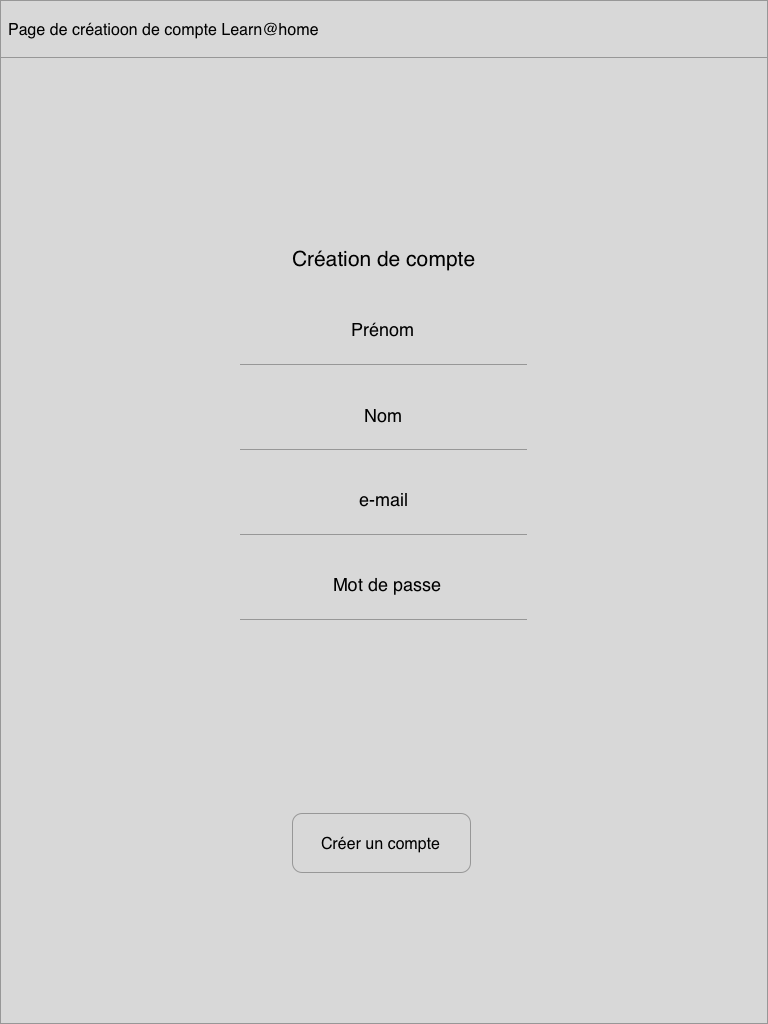 Page de créatioon de compte Learn@home
Création de compte
Prénom
Nom
e-mail
Mot de passe
Créer un compte